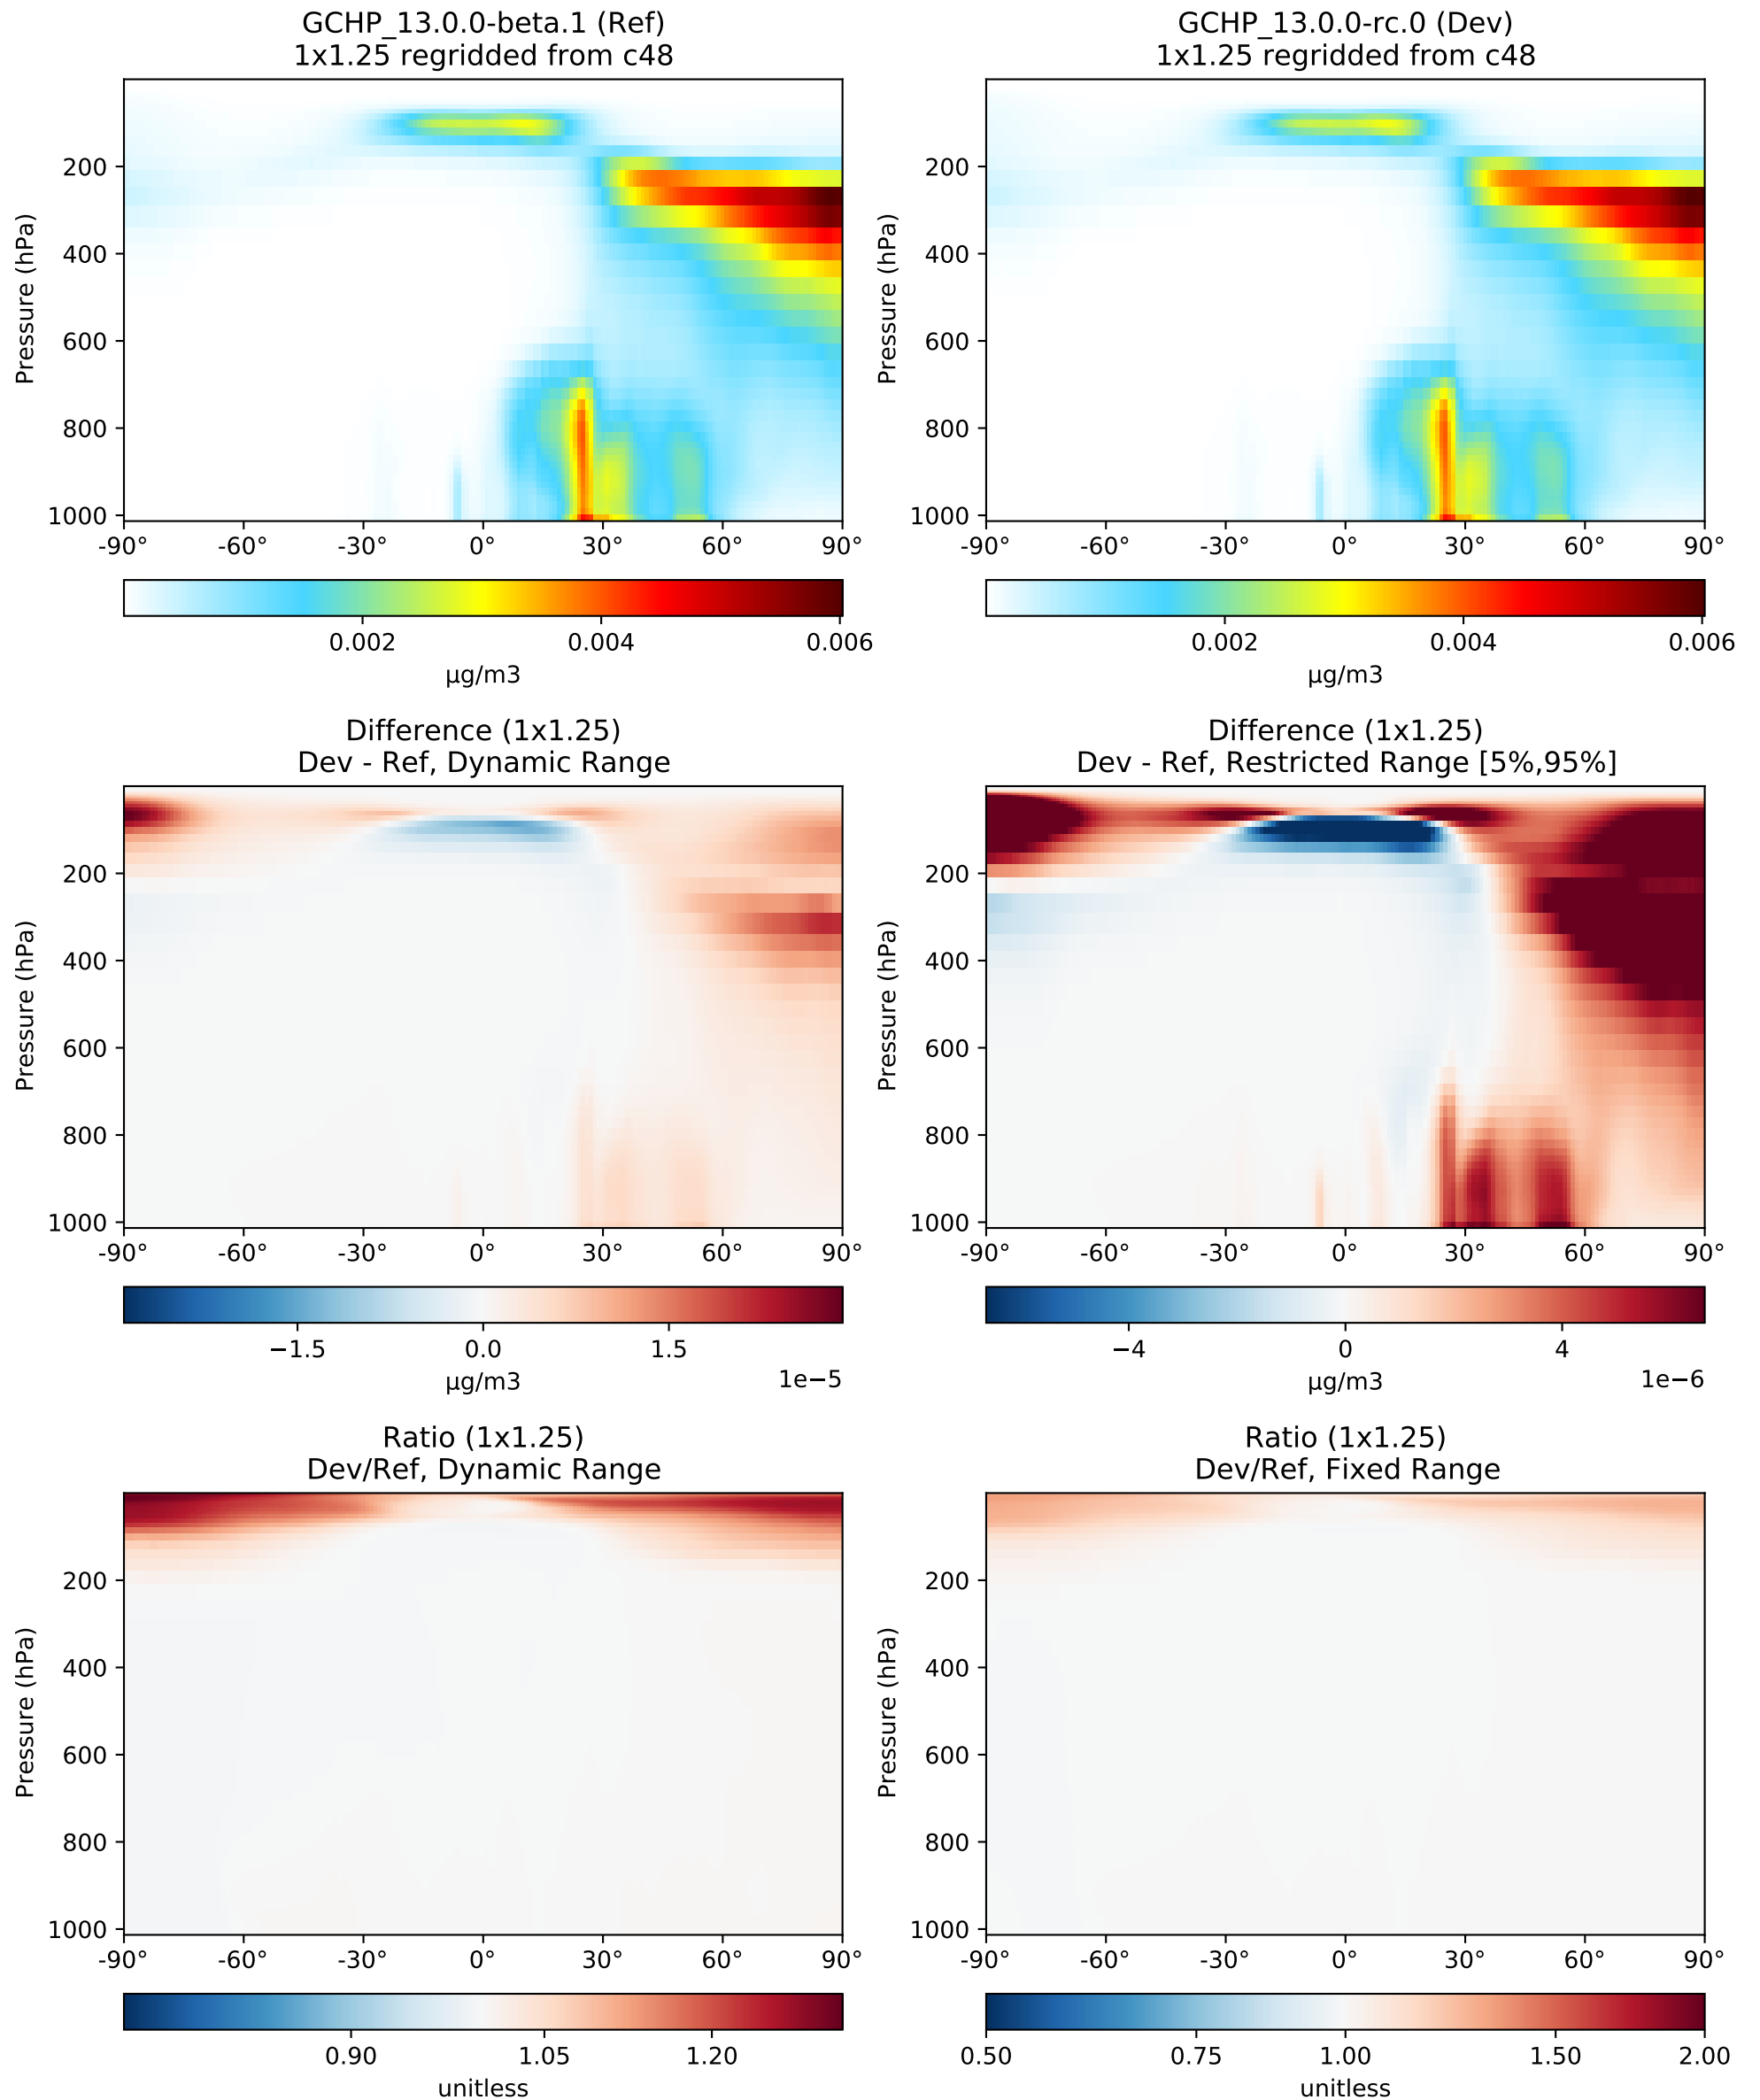 GCHP_13.0.0-beta.1 (Ref)
1x1.25 regridded from c48
Pressure (hPa)
200
400
600
800
1000
-90° -60° -30° 0° 30° 60° 90°
0.002 0.004 0.006
μg/m3
GCHP_13.0.0-rc.0 (Dev)
1x1.25 regridded from c48
Pressure (hPa)
200
400
600
800
1000
-90° -60° -30° 0° 30° 60° 90°
0.002 0.004 0.006
μg/m3
Difference (1x1.25)
Dev - Ref, Dynamic Range
Pressure (hPa)
200
400
600
800
1000
-90° -60° -30° 0° 30° 60° 90°
−1.5 0.0 1.5
μg/m3 1e−5
Difference (1x1.25)
Dev - Ref, Restricted Range [5%,95%]
Pressure (hPa)
200
400
600
800
1000
-90° -60° -30° 0° 30° 60° 90°
−4 0 4
μg/m3 1e−6
Ratio (1x1.25)
Dev/Ref, Dynamic Range
Pressure (hPa)
200
400
600
800
1000
-90° -60° -30° 0° 30° 60° 90°
0.90 1.05 1.20
unitless
Ratio (1x1.25)
Dev/Ref, Fixed Range
Pressure (hPa)
200
400
600
800
1000
-90° -60° -30° 0° 30° 60° 90°
0.50 0.75 1.00 1.50 2.00
unitless